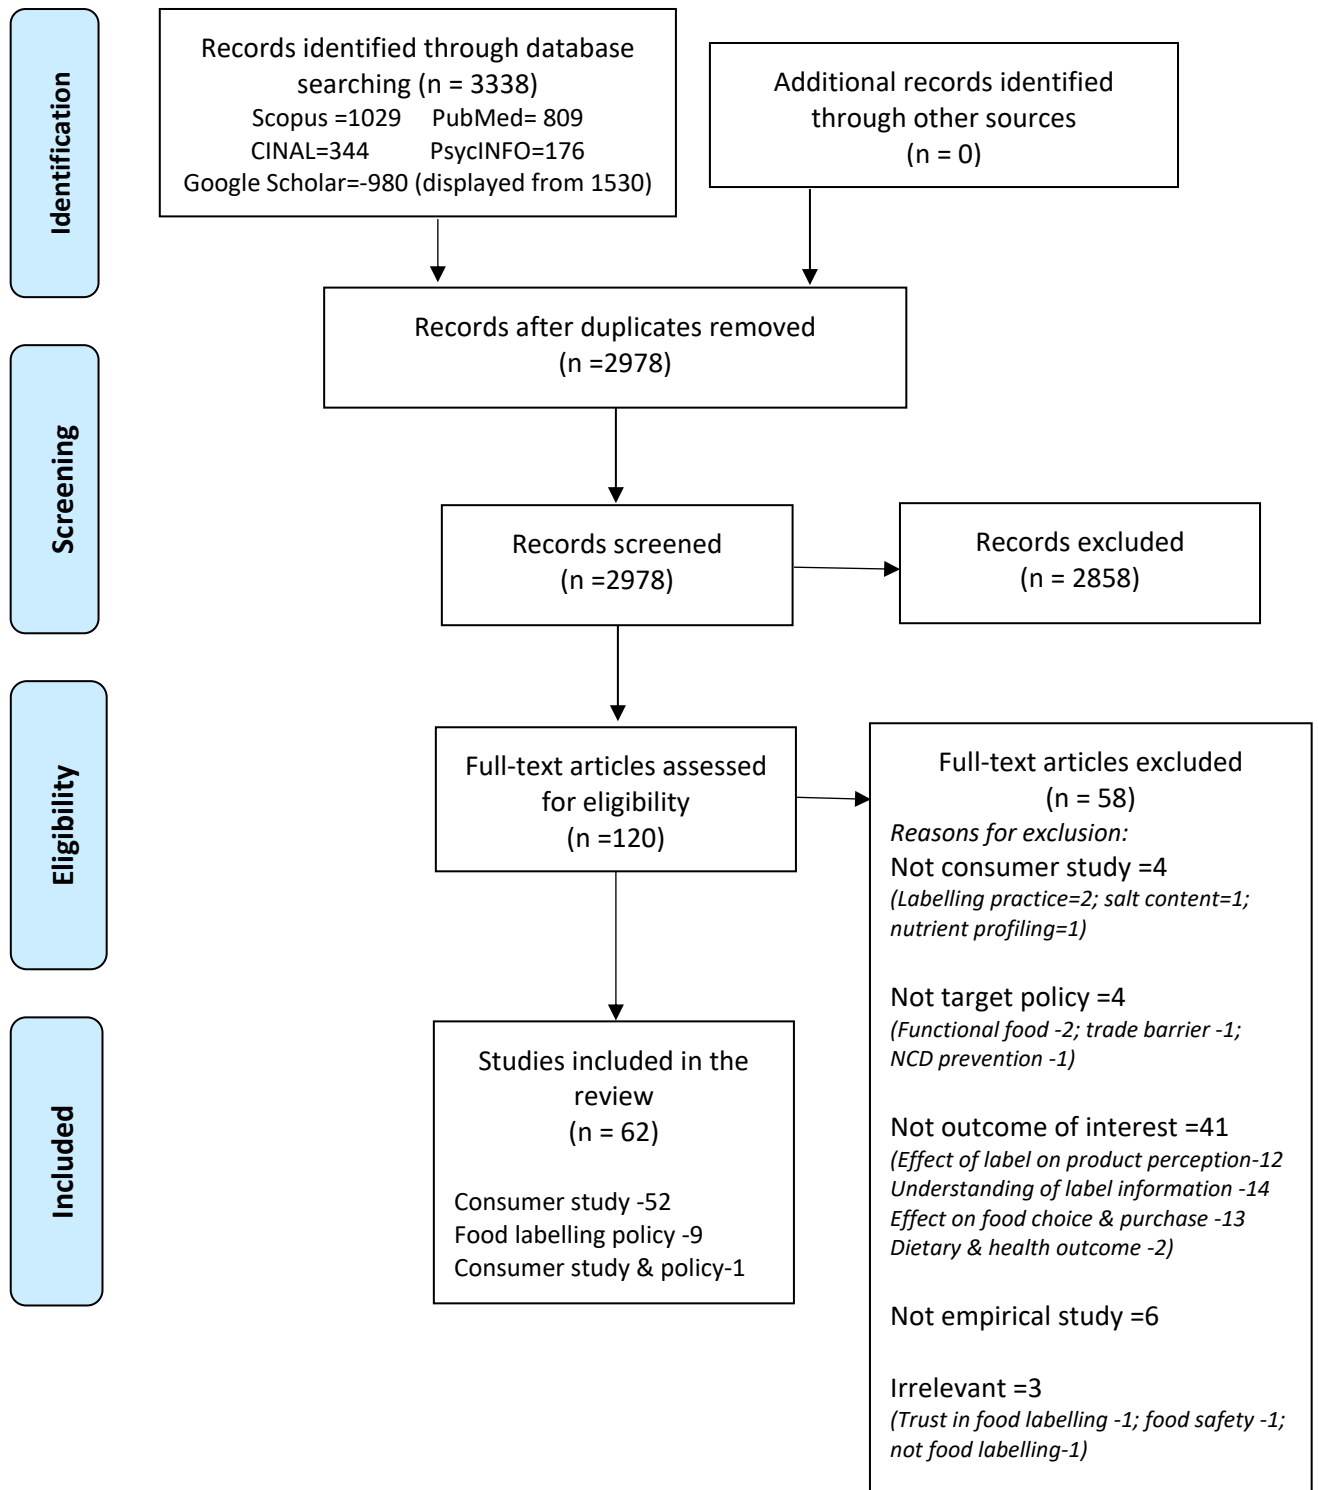 Identification
Records identified through database
searching (n = 3338)
Scopus =1029 PubMed= 809
CINAL=344 PsycINFO=176
Google Scholar=-980 (displayed from 1530)
Additional records identified
through other sources
(n = 0)
Records after duplicates removed
(n =2978)
Screening
Records screened
(n =2978)
Records excluded
(n = 2858)
Eligibility
Full-text articles assessed
for eligibility
(n =120)
Full-text articles excluded
(n = 58)
Reasons for exclusion:
Not consumer study =4
(Labelling practice=2; salt content=1;
nutrient profiling=1)
Not target policy =4
(Functional food -2; trade barrier -1;
NCD prevention -1)
Not outcome of interest =41
(Effect of label on product perception-12
Understanding of label information -14
Effect on food choice & purchase -13
Dietary & health outcome -2)
Not empirical study =6
Irrelevant =3
(Trust in food labelling -1; food safety -1;
not food labelling-1)
Included
Studies included in the
review
(n = 62)
Consumer study -52
Food labelling policy -9
Consumer study & policy-1